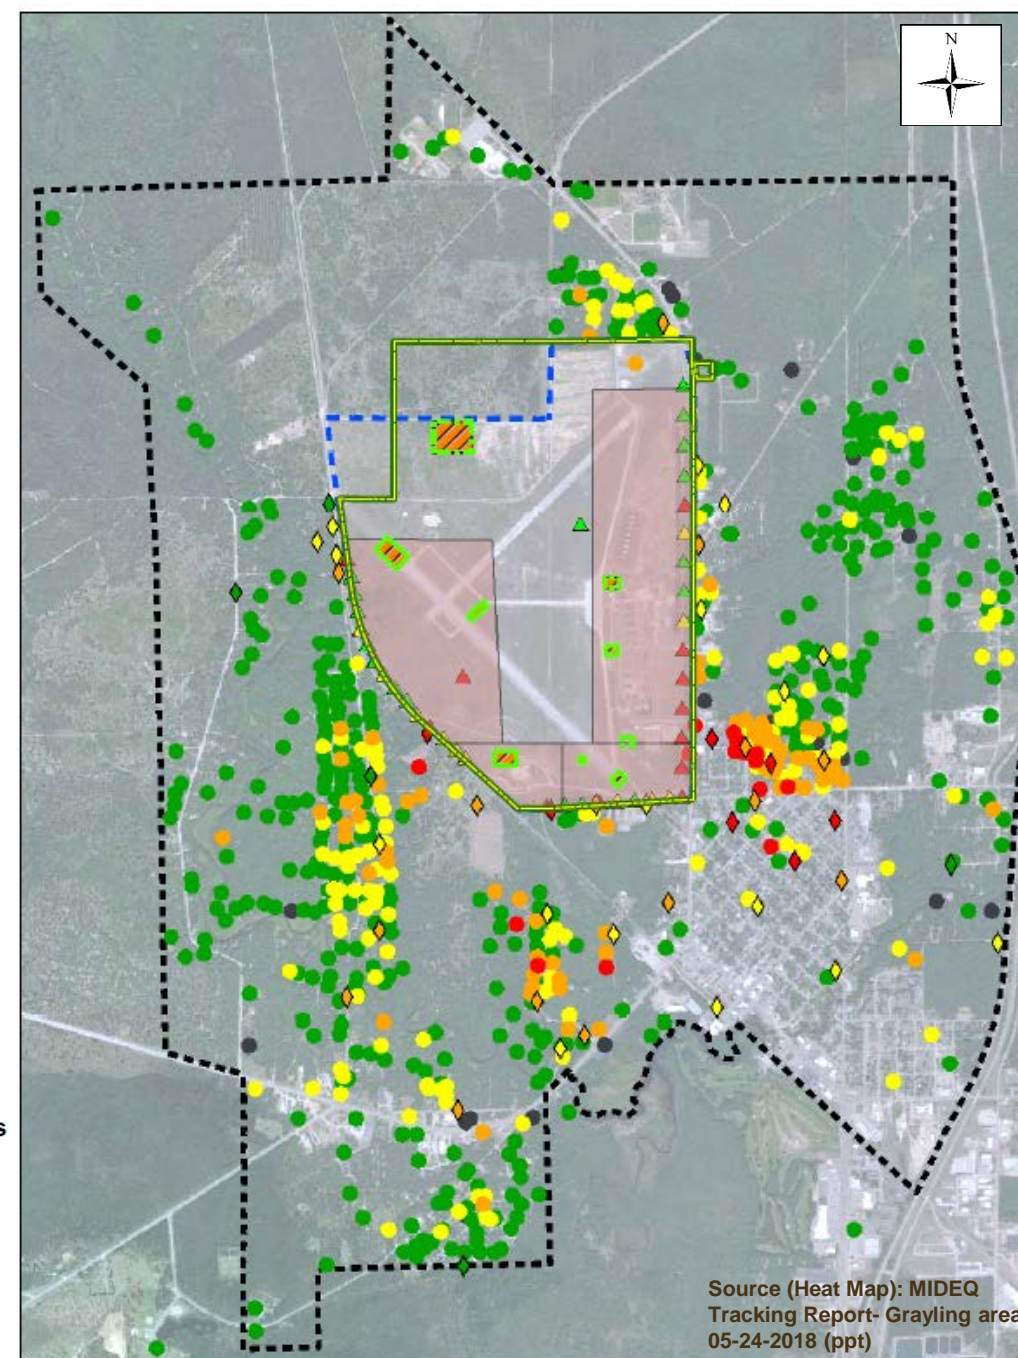 N
s
Source (Heat Map): MIDEQ
Tracking Report- Grayling area
05-24-2018 (ppt)